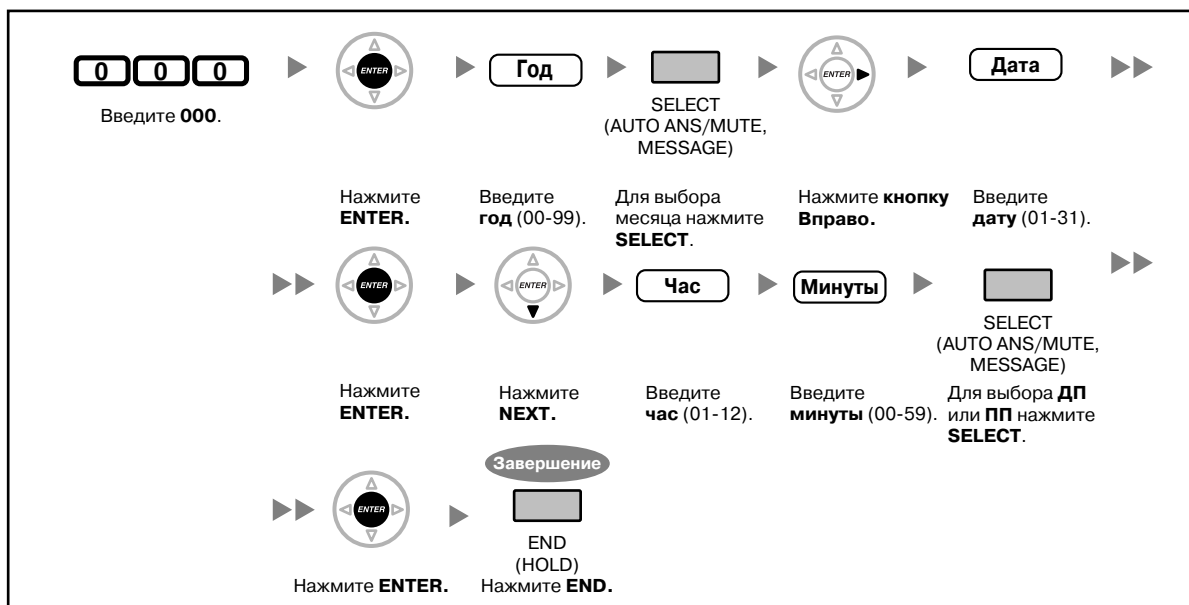 0 0 0
ENTER
Год
ENTER
Дата
Введите 000.
SELECT
(AUTO ANS/MUTE,
MESSAGE)
Нажмите
ENTER.
Введите
год (00-99).
Для выбора
месяца нажмите
SELECT.
Нажмите кнопку
Вправо.
Введите
дату (01-31).
ENTER
ENTER
Час
Минуты
SELECT
(AUTO ANS/MUTE,
MESSAGE)
Нажмите
ENTER.
Нажмите
NEXT.
Введите
час (01-12).
Введите
минуты (00-59).
Для выбора ДП
или ПП нажмите
SELECT.
Завершение
ENTER
END
(HOLD)
Нажмите ENTER.
Нажмите END.